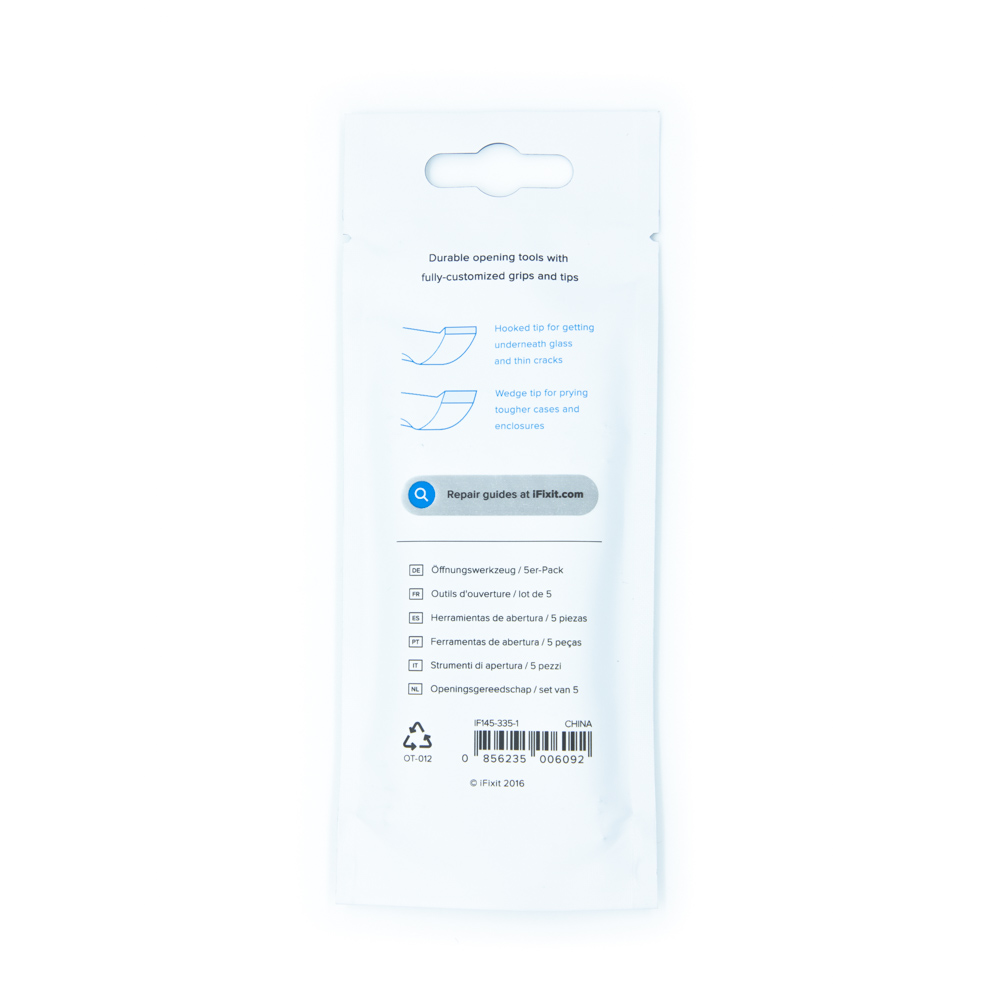 Durable opening tools with
fully-customized grips and tips
Hooked tip for getting
underneath glass
and thin cracks
Wedge tip for prying
tougher cases and
enclosures
Repair guides at iFixit.com
DE Öffnungswerkzeug / 5er-Pack
FR Outils d'ouverture / lot de 5
ES Herramientas de abertura / 5 piezas
PT Ferramentas de abertura / 5 peças
IT Strumenti di apertura / 5 pezzi
NL Openingsgereedschap / set van 5
IF145-335-1 CHINA
OT-012 0 856235 006092
© iFixit 2016